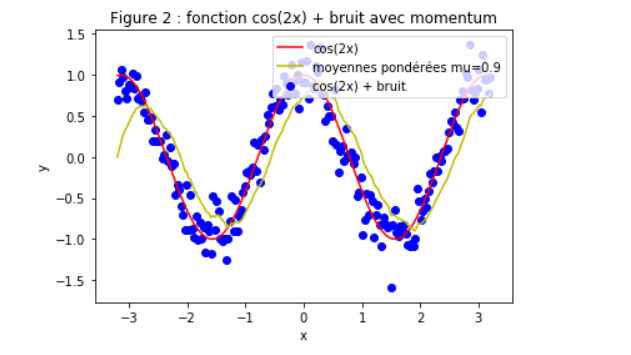 Figure 2 : fonction cos(2x) + bruit avec momentum
1.5
1.0
0.5
0.0
−0.5
−1.0
−1.5
y
cos(2x)
moyennes pondérées mu=0.9
cos(2x) + bruit
−3
−2
−1
0
1
2
3
x